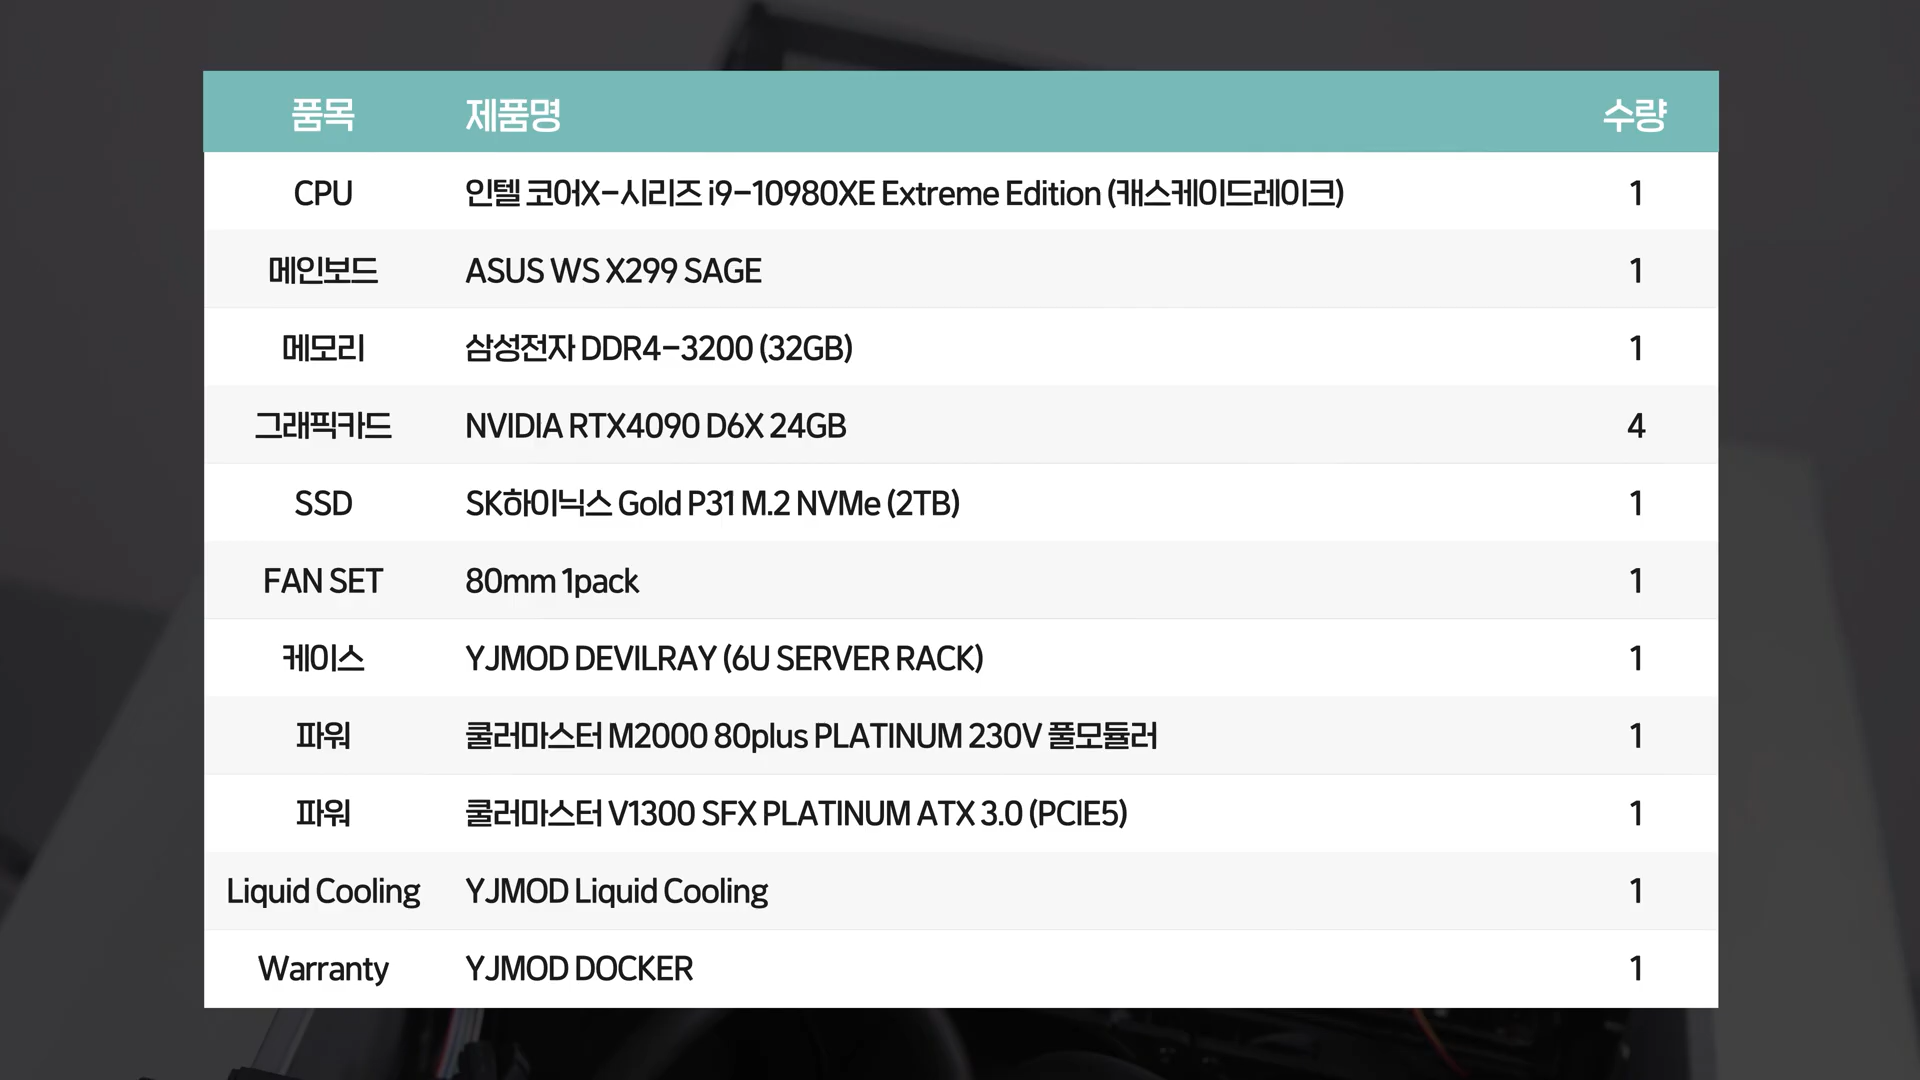 품목 제품명 수량
CPU 인텔 코어X-시리즈 i9-10980XE Extreme Edition (캐스케이드레이크) 1
메인보드 ASUS WS X299 SAGE 1
메모리 삼성전자 DDR4-3200 (32GB) 1
그래픽카드 NVIDIA RTX4090 D6X 24GB 4
SSD SK하이닉스 Gold P31 M.2 NVMe (2TB) 1
FAN SET 80mm 1pack 1
케이스 YJMOD DEVILRAY (6U SERVER RACK) 1
파워 쿨러마스터 M2000 80plus PLATINUM 230V 풀모듈러 1
파워 쿨러마스터 V1300 SFX PLATINUM ATX 3.0 (PCIE5) 1
Liquid Cooling YJMOD Liquid Cooling 1
Warranty YJMOD DOCKER 1